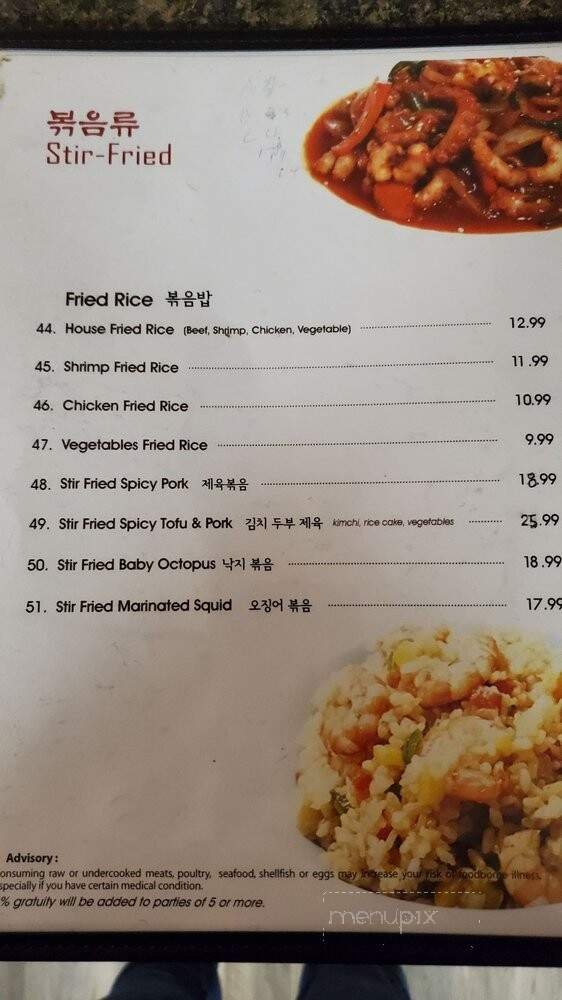 볶음류
Stir-Fried
Fried Rice 볶음밥
44. House Fried Rice (Beef, Shrimp, Chicken, Vegetable) 12.99
45. Shrimp Fried Rice 11.99
46. Chicken Fried Rice 10.99
47. Vegetables Fried Rice 9.99
48. Stir Fried Spicy Pork 제육볶음 18.99
49. Stir Fried Spicy Tofu & Pork 김치 두부 제육 kimchi, rice cake, vegetables 25.99
50. Stir Fried Baby Octopus 낙지 볶음 18.99
51. Stir Fried Marinated Squid 오징어 볶음 17.99
Advisory :
onsuming raw or undercooked meats, poultry, seafood, shellfish or eggs may increase your risk of foodborne illness,
specially if you have certain medical condition.
% gratuity will be added to parties of 5 or more.
menupix